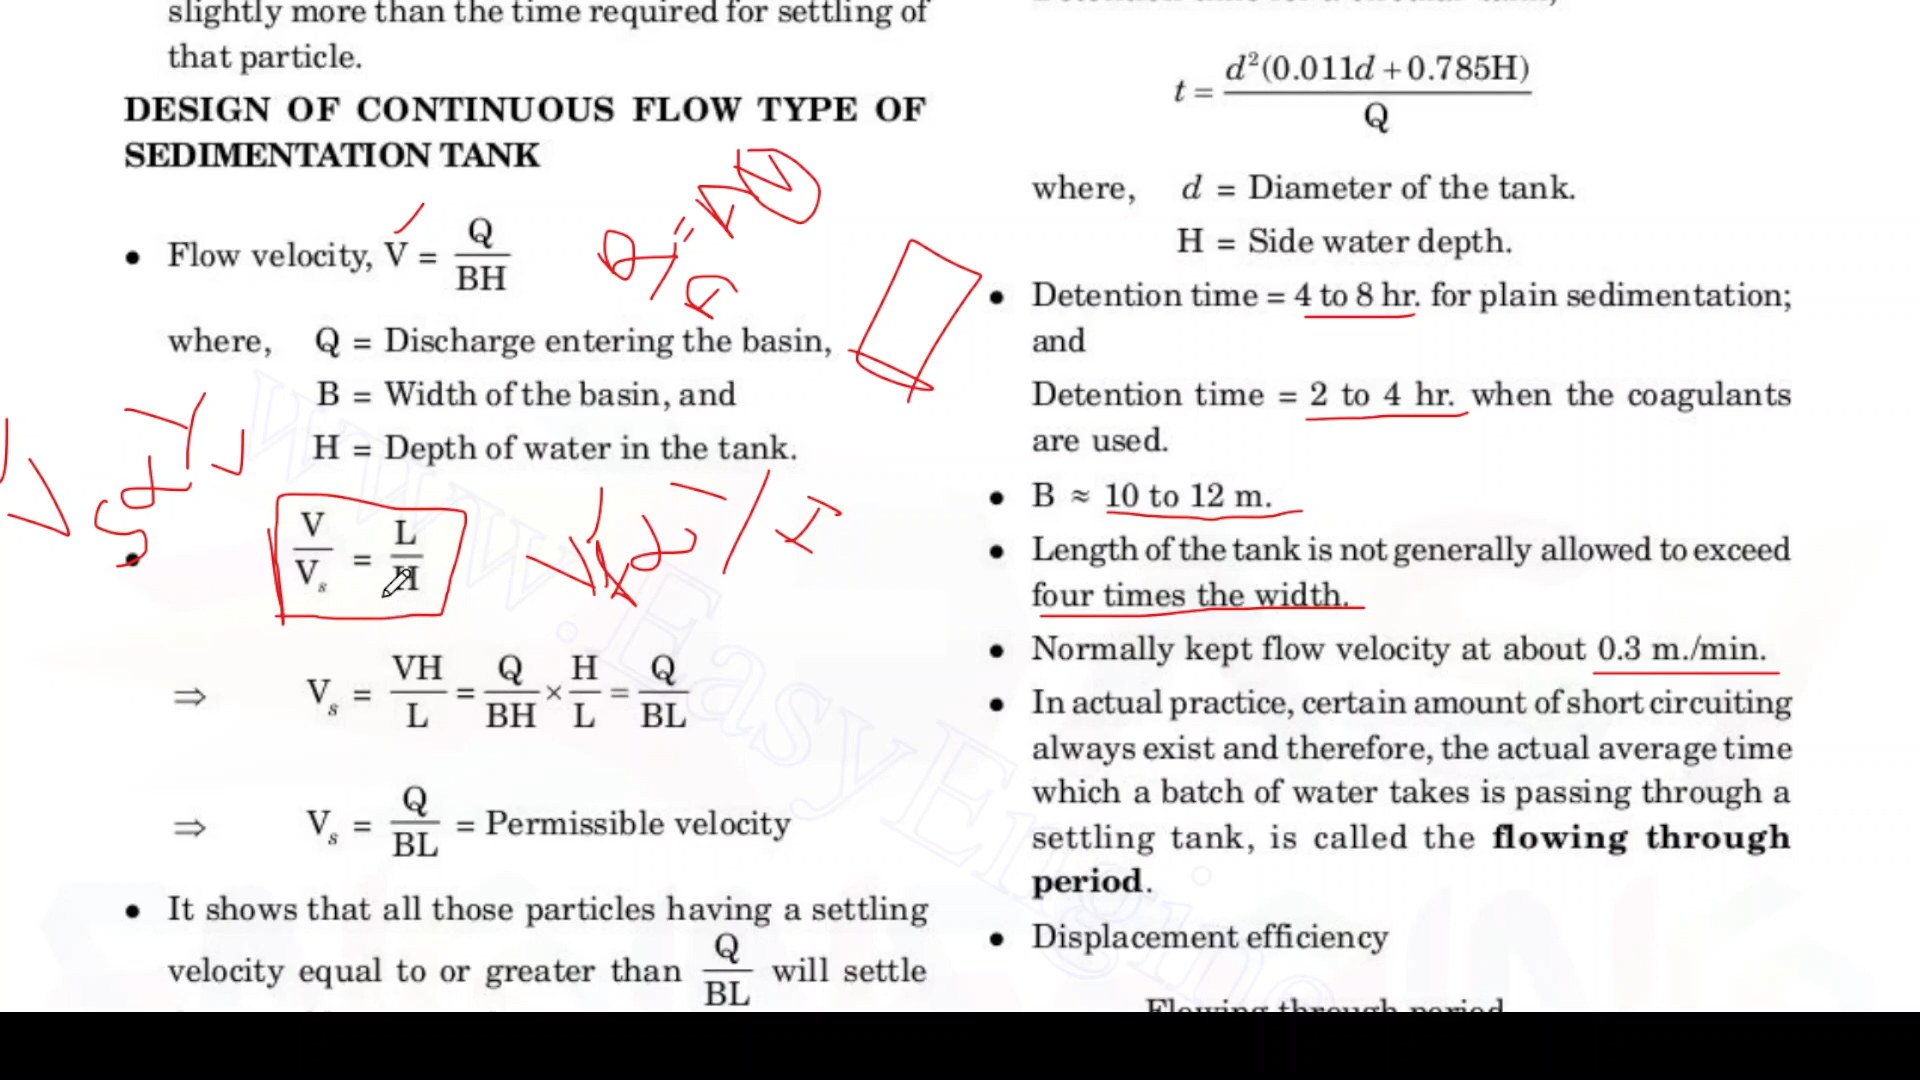 slightly more than the time required for settling of
that particle.
DESIGN OF CONTINUOUS FLOW TYPE OF
SEDIMENTATION TANK
• Flow velocity, V = Q/BH
where, Q = Discharge entering the basin,
B = Width of the basin, and
H = Depth of water in the tank.
• V/Vs = L/H
⇒ Vs = VH/L = Q/BH × H/L = Q/BL
⇒ Vs = Q/BL = Permissible velocity
• It shows that all those particles having a settling
velocity equal to or greater than Q/BL will settle
t = d²(0.011d + 0.785H)/Q
where, d = Diameter of the tank.
H = Side water depth.
• Detention time = 4 to 8 hr. for plain sedimentation;
and
Detention time = 2 to 4 hr. when the coagulants
are used.
• B ≈ 10 to 12 m.
• Length of the tank is not generally allowed to exceed
four times the width.
• Normally kept flow velocity at about 0.3 m./min.
• In actual practice, certain amount of short circuiting
always exist and therefore, the actual average time
which a batch of water takes is passing through a
settling tank, is called the flowing through
period.
• Displacement efficiency
Flowing through period